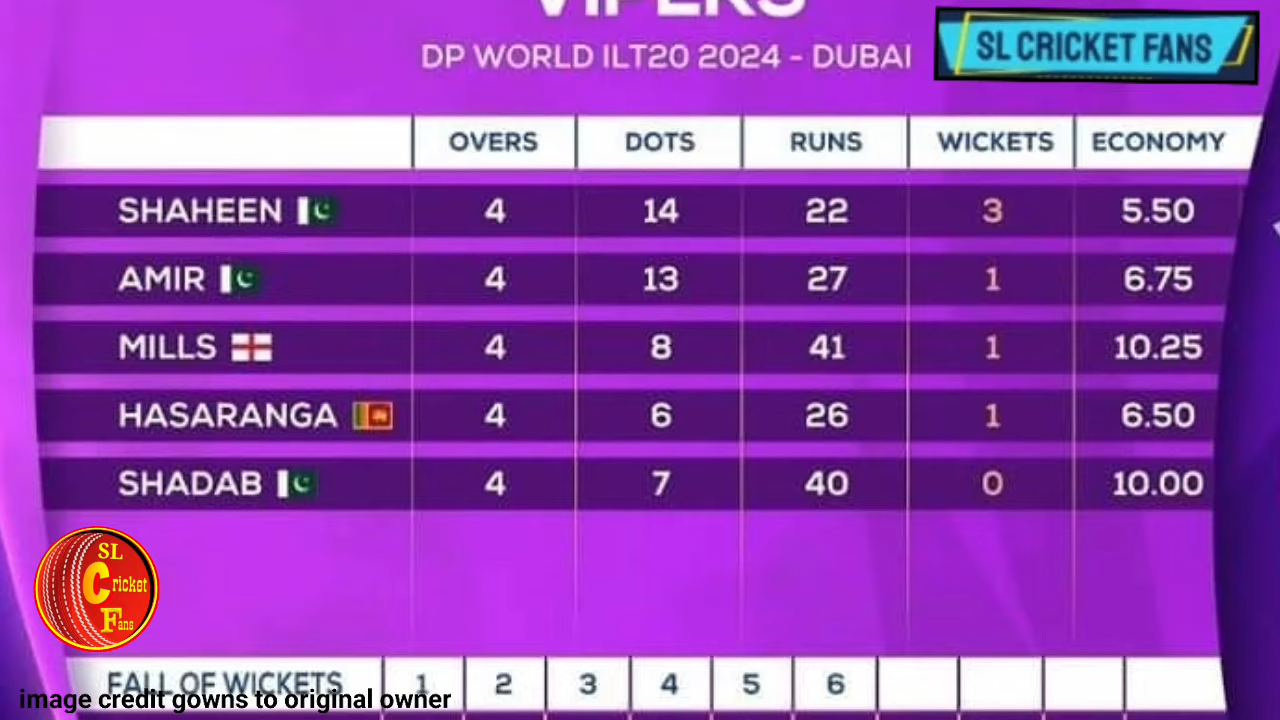 VIPERS
DP WORLD ILT20 2024 - DUBAI
SL CRICKET FANS
OVERS DOTS RUNS WICKETS ECONOMY
SHAHEEN 4 14 22 3 5.50
AMIR 4 13 27 1 6.75
MILLS 4 8 41 1 10.25
HASARANGA 4 6 26 1 6.50
SHADAB 4 7 40 0 10.00
SL
Cricket
Fans
FALL OF WICKETS 1 2 3 4 5 6
image credit gowns to original owner